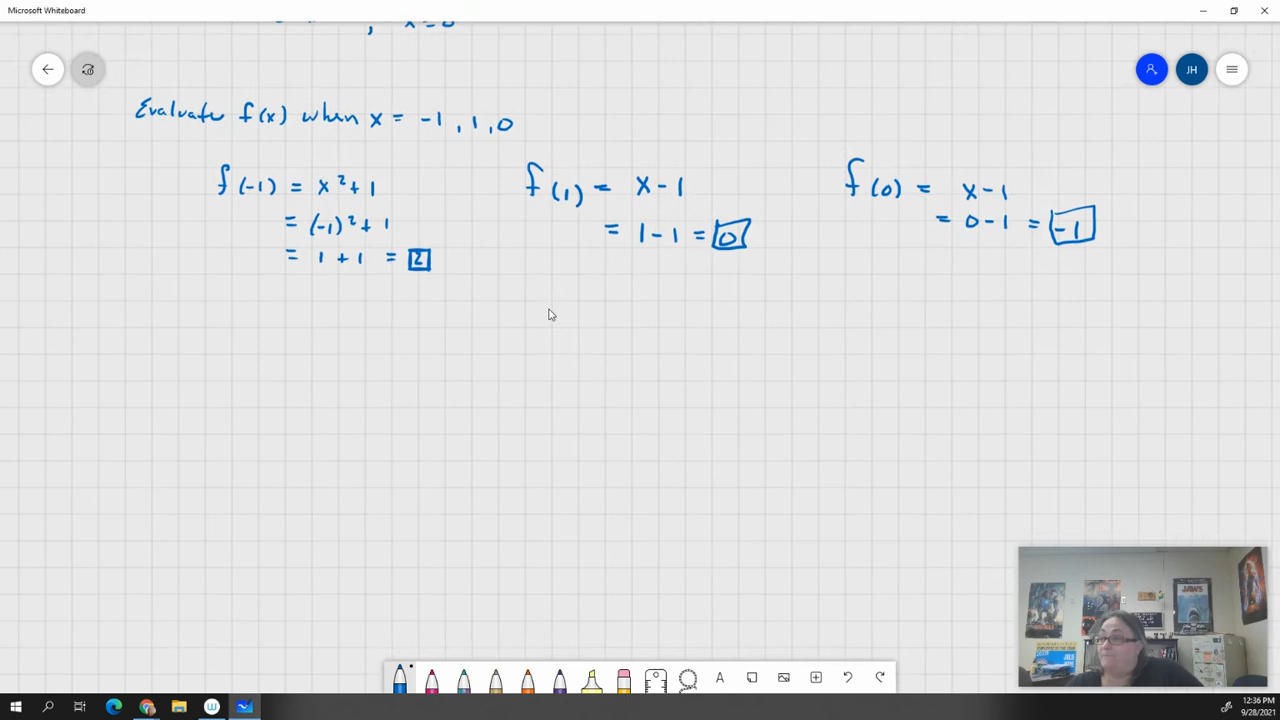 Microsoft Whiteboard
JH
Evaluate f(x) when x = -1, 1, 0
f(-1) = x² + 1
= (-1)² + 1
= 1 + 1 = 2
f(1) = x - 1
= 1 - 1 = 0
f(0) = x - 1
= 0 - 1 = -1
JAWS
A
12:36 PM
9/28/2021